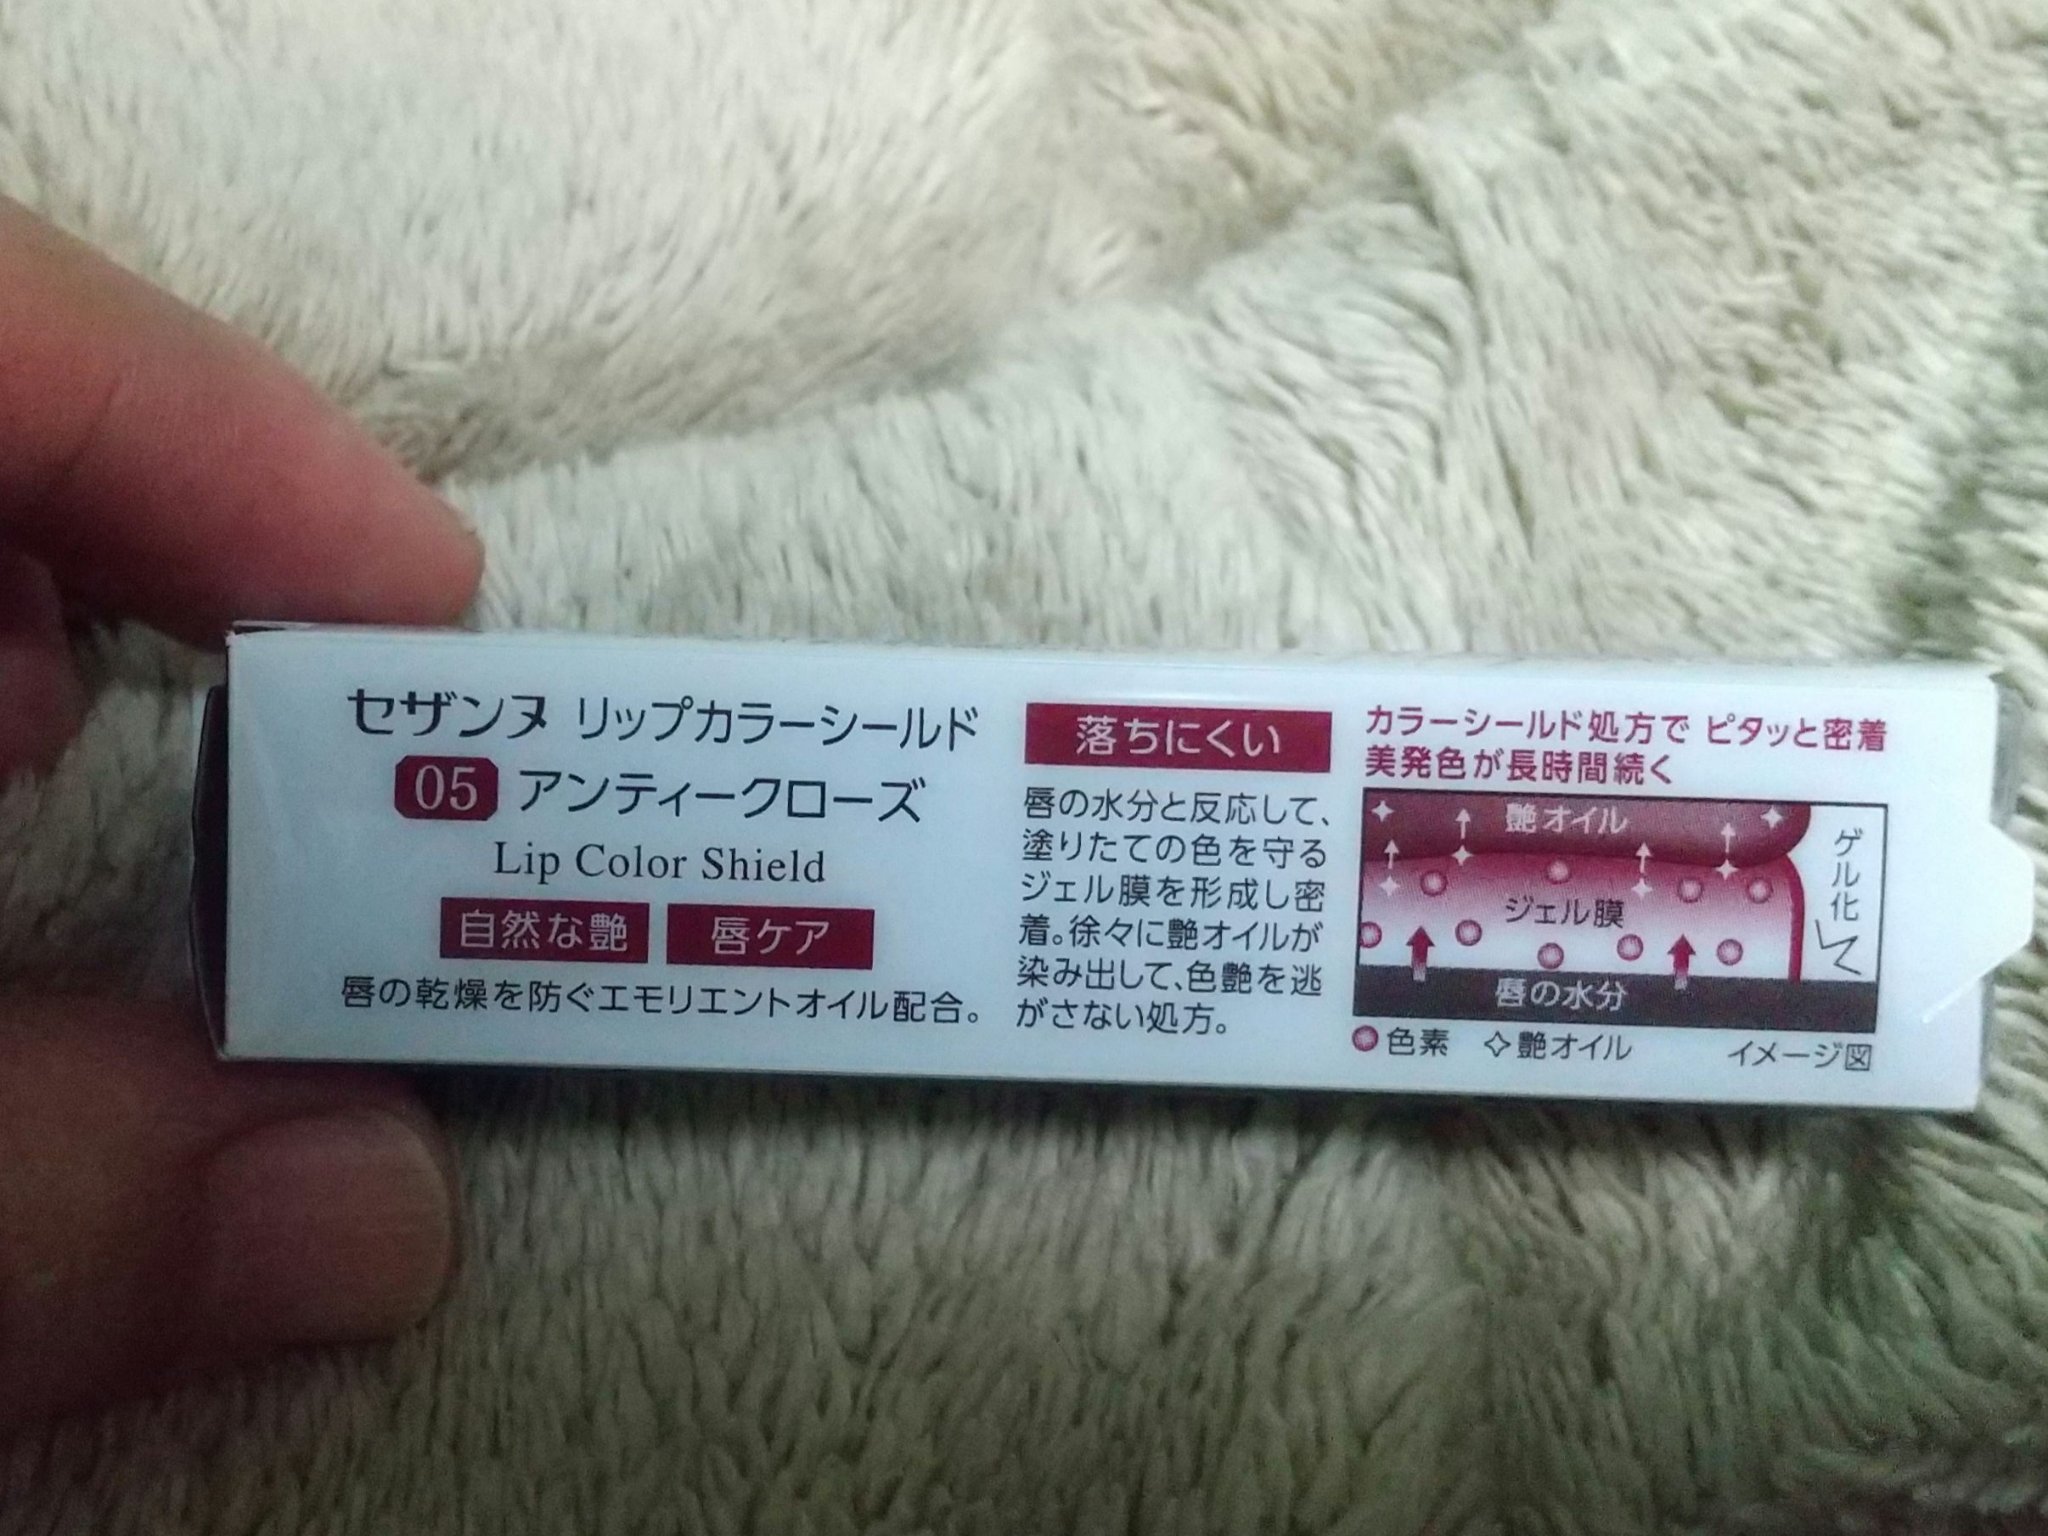 セザンヌ リップカラーシールド
05 アンティークローズ
Lip Color Shield
自然な艶 唇ケア
唇の乾燥を防ぐエモリエントオイル配合。
落ちにくい
唇の水分と反応して、
塗りたての色を守る
ジェル膜を形成し密
着。徐々に艶オイルが
染み出して、色艶を逃
がさない処方。
カラーシールド処方で ピタッと密着
美発色が長時間続く
艶オイル
ジェル膜
唇の水分
ゲル化
色素 艶オイル イメージ図